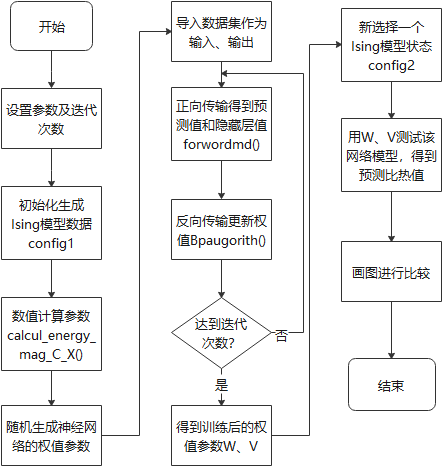 开始
设置参数及迭代
次数
初始化生成
Ising模型数据
config1
数值计算参数
calcul_energy_
mag_C_X()
随机生成神经网
络的权值参数
导入数据集作为
输入、输出
正向传输得到预
测值和隐藏层值
forwordmd()
反向传输更新权
值Bpaugorith()
达到迭代
次数?
否
是
得到训练后的权
值参数W、V
新选择一个
Ising模型状态
config2
用W、V测试该
网络模型，得到
预测比热值
画图进行比较
结束